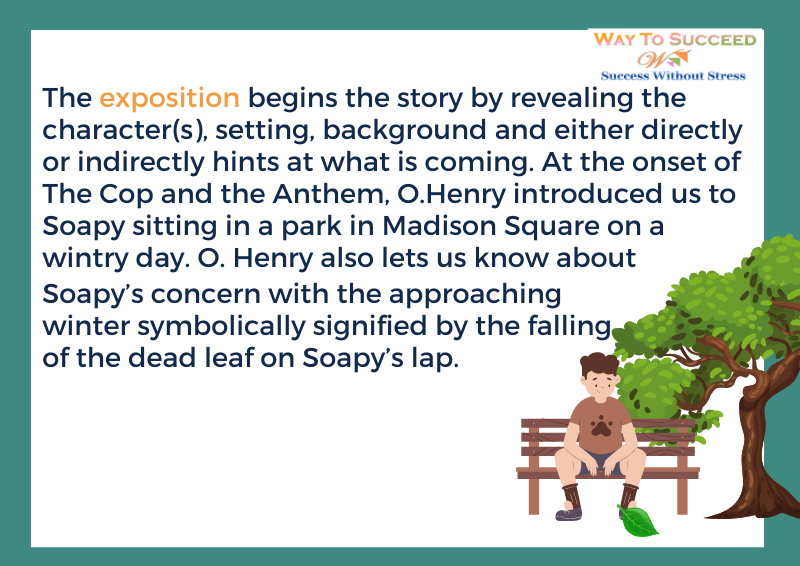 WAY TO SUCCEED
W
Success Without Stress
The exposition begins the story by revealing the
character(s), setting, background and either directly
or indirectly hints at what is coming. At the onset of
The Cop and the Anthem, O.Henry introduced us to
Soapy sitting in a park in Madison Square on a
wintry day. O. Henry also lets us know about
Soapy’s concern with the approaching
winter symbolically signified by the falling
of the dead leaf on Soapy’s lap.